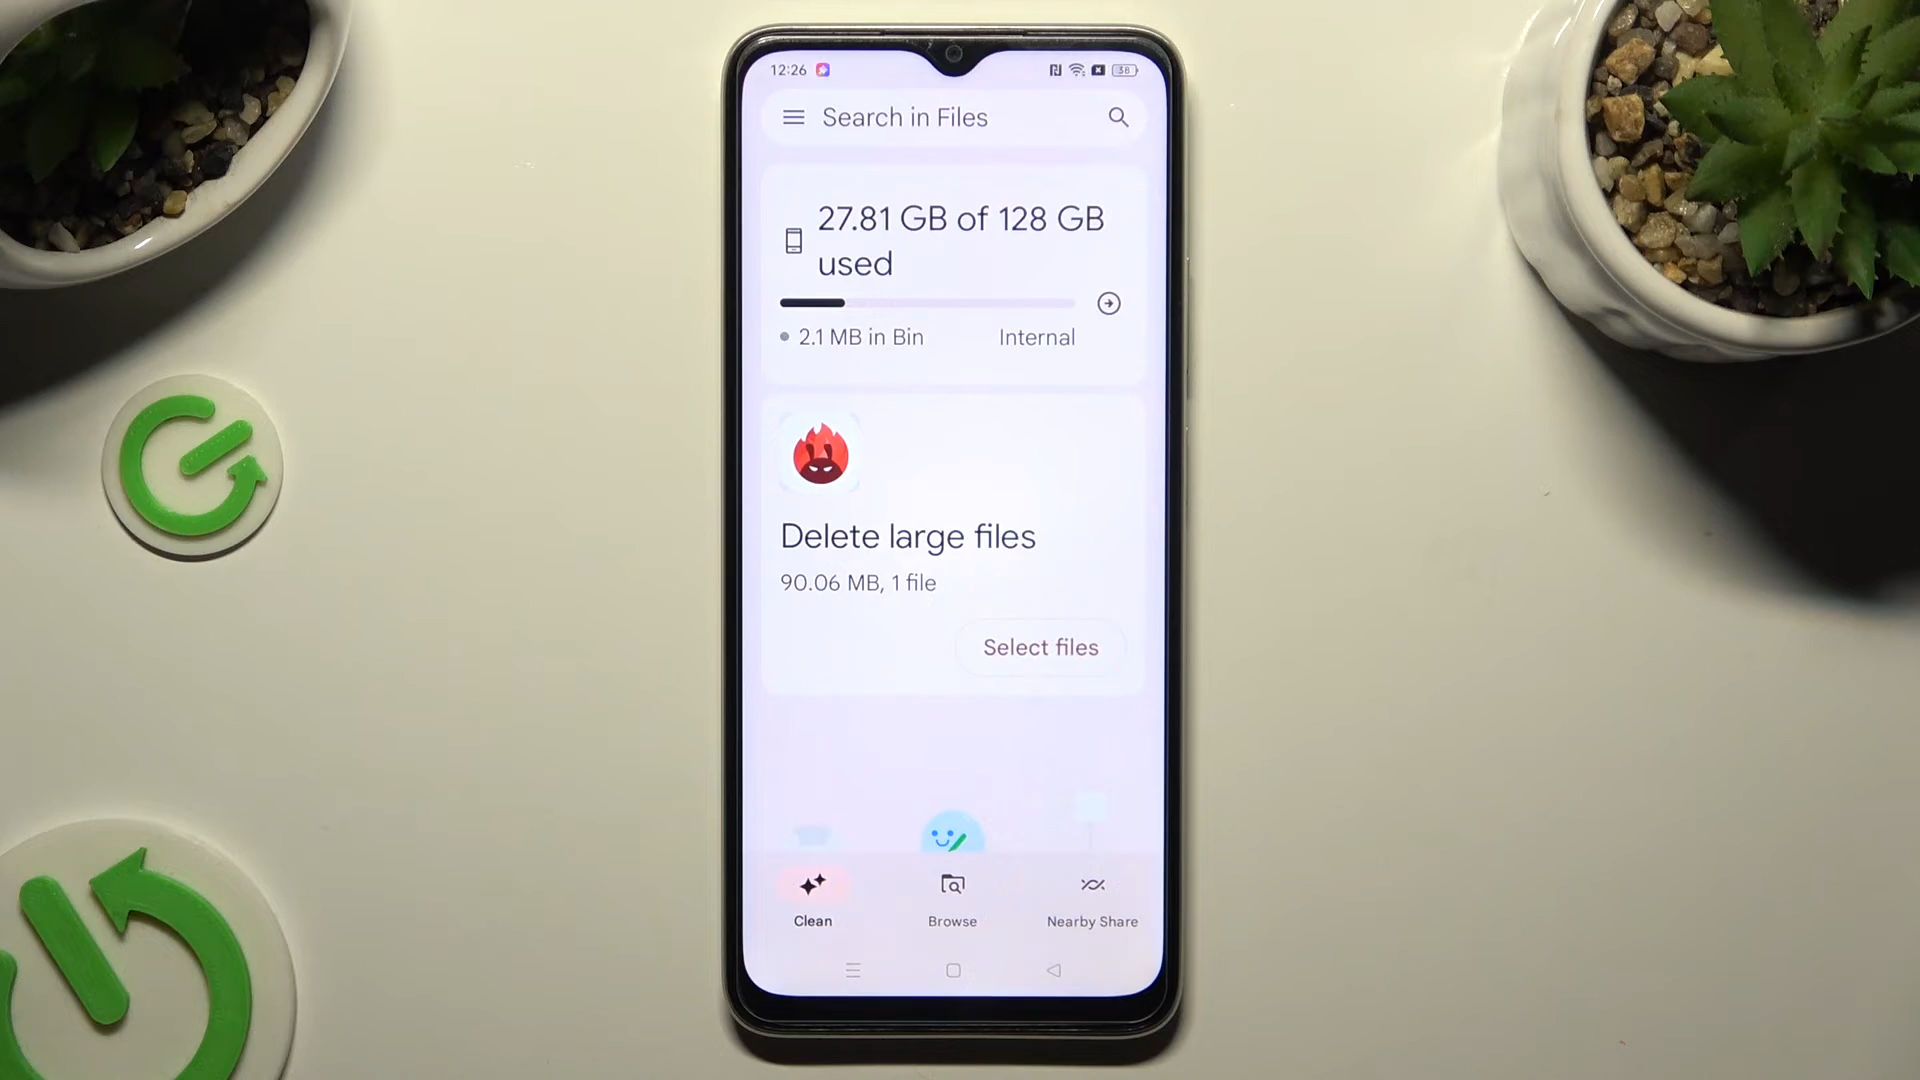 12:26
38
Search in Files
27.81 GB of 128 GB
used
2.1 MB in Bin
Internal
Delete large files
90.06 MB, 1 file
Select files
Clean
Browse
Nearby Share